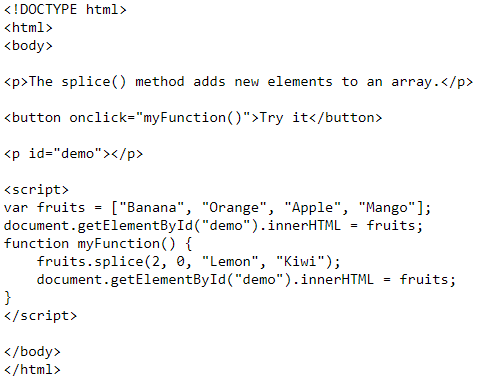 <!DOCTYPE html>
<html>
<body>
<p>The splice() method adds new elements to an array.</p>
<button onclick="myFunction()">Try it</button>
<p id="demo"></p>
<script>
var fruits = ["Banana", "Orange", "Apple", "Mango"];
document.getElementById("demo").innerHTML = fruits;
function myFunction() {
    fruits.splice(2, 0, "Lemon", "Kiwi");
    document.getElementById("demo").innerHTML = fruits;
}
</script>
</body>
</html>